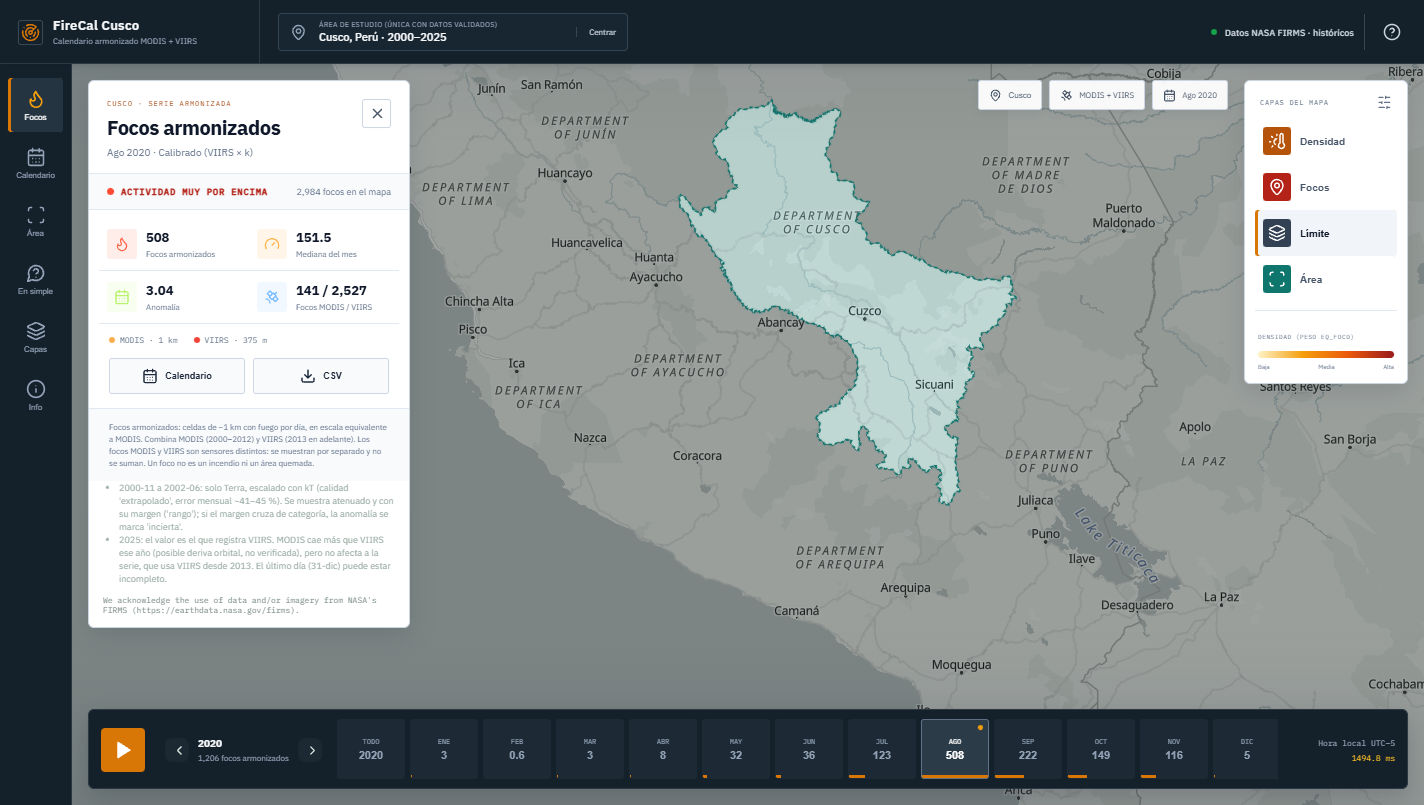 FireCal Cusco
Calendario armonizado MODIS + VIIRS
ÁREA DE ESTUDIO (ÚNICA CON DATOS VALIDADOS)
Cusco, Perú · 2000–2025
Centrar
Datos NASA FIRMS · históricos
Focos
Calendario
Área
En simple
Capas
Info
CUSCO · SERIE ARMONIZADA
Focos armonizados
Ago 2020 · Calibrado (VIIRS × k)
ACTIVIDAD MUY POR ENCIMA
2,984 focos en el mapa
508
Focos armonizados
151.5
Mediana del mes
3.04
Anomalía
141 / 2,527
Focos MODIS / VIIRS
MODIS · 1 km
VIIRS · 375 m
Calendario
CSV
Focos armonizados: celdas de ~1 km con fuego por día, en escala equivalente
a MODIS. Combina MODIS (2000–2012) y VIIRS (2013 en adelante). Los
focos MODIS y VIIRS son sensores distintos: se muestran por separado y no
se suman. Un foco no es un incendio ni un área quemada.
• 2000-11 a 2002-06: solo Terra, escalado con kT (calidad
'extrapolado', error mensual ~41–45 %). Se muestra atenuado y con
su margen ('rango'); si el margen cruza de categoría, la anomalía se
marca 'incierta'.
• 2025: el valor es el que registra VIIRS. MODIS cae más que VIIRS
ese año (posible deriva orbital, no verificada), pero no afecta a la
serie, que usa VIIRS desde 2013. El último día (31-dic) puede estar
incompleto.
We acknowledge the use of data and/or imagery from NASA's
FIRMS (https://earthdata.nasa.gov/firms).
Cusco
MODIS + VIIRS
Ago 2020
CAPAS DEL MAPA
Densidad
Focos
Límite
Área
DENSIDAD (PESO EQ_FOCO)
Baja
Media
Alta
Junín
San Ramón
Cobija
Ribera
DEPARTMENT
OF JUNÍN
DEPARTMENT
OF MADRE
DE DIOS
Huancayo
DEPARTMENT
OF LIMA
DEPARTMENT
OF CUSCO
Puerto
Maldonado
Huancavelica
Huanta
Ayacucho
Chincha Alta
Pisco
Abancay
Cuzco
Ica
DEPARTMENT
OF AYACUCHO
DEPARTMENT
OF ICA
Sicuani
Santos Reyes
Nazca
Coracora
Apolo
San Borja
DEPARTMENT
OF PUNO
LA PAZ
Juliaca
Lake Titicaca
Puno
Ilave
DEPARTMENT
OF AREQUIPA
Arequipa
Camaná
Desaguadero
La Paz
Moquegua
Cochabam
Ilo
Arica
2020
1,206 focos armonizados
TODO
2020
ENE
3
FEB
0.6
MAR
3
ABR
8
MAY
32
JUN
36
JUL
123
AGO
508
SEP
222
OCT
149
NOV
116
DIC
5
Hora local UTC−5
1494.8 ms